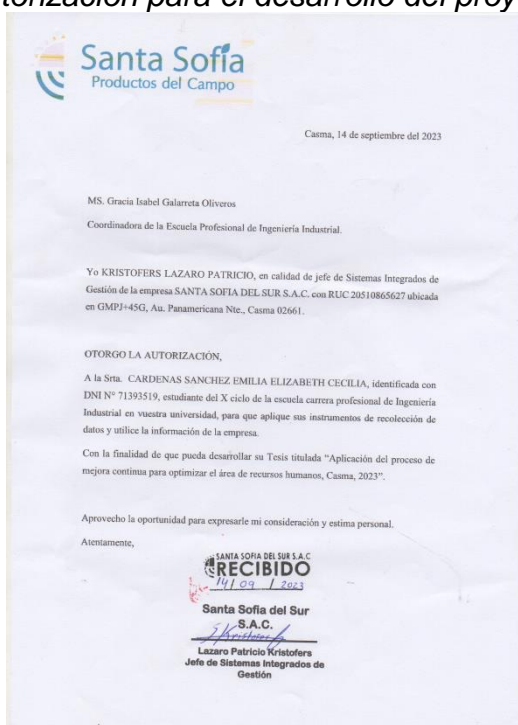 torización para el desarrollo del proy
Santa Sofía
Productos del Campo
Casma, 14 de septiembre del 2023
MS. Gracia Isabel Galarreta Oliveros
Coordinadora de la Escuela Profesional de Ingeniería Industrial.
Yo KRISTOFERS LAZARO PATRICIO, en calidad de jefe de Sistemas Integrados de
Gestión de la empresa SANTA SOFIA DEL SUR S.A.C. con RUC 20510865627 ubicada
en GMPJ+45G, Au. Panamericana Nte., Casma 02661.
OTORGO LA AUTORIZACIÓN,
A la Srta. CARDENAS SANCHEZ EMILIA ELIZABETH CECILIA, identificada con
DNI N° 71393519, estudiante del X ciclo de la escuela carrera profesional de Ingeniería
Industrial en vuestra universidad, para que aplique sus instrumentos de recolección de
datos y utilice la información de la empresa.
Con la finalidad de que pueda desarrollar su Tesis titulada “Aplicación del proceso de
mejora continua para optimizar el área de recursos humanos, Casma, 2023”.
Aprovecho la oportunidad para expresarle mi consideración y estima personal.
Atentamente,
SANTA SOFIA DEL SUR S.A.C
RECIBIDO
14/ 09 / 2023
Santa Sofia del Sur
S.A.C.
Lazaro Patricio Kristofers
Jefe de Sistemas Integrados de
Gestión